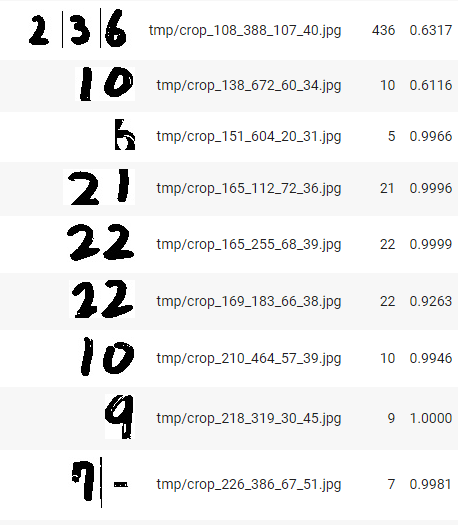 2 | 3 | 6 tmp/crop_108_388_107_40.jpg 436 0.6317
10 tmp/crop_138_672_60_34.jpg 10 0.6116
tmp/crop_151_604_20_31.jpg 5 0.9966
21 tmp/crop_165_112_72_36.jpg 21 0.9996
22 tmp/crop_165_255_68_39.jpg 22 0.9999
22 tmp/crop_169_183_66_38.jpg 22 0.9263
10 tmp/crop_210_464_57_39.jpg 10 0.9946
9 tmp/crop_218_319_30_45.jpg 9 1.0000
7 | - tmp/crop_226_386_67_51.jpg 7 0.9981